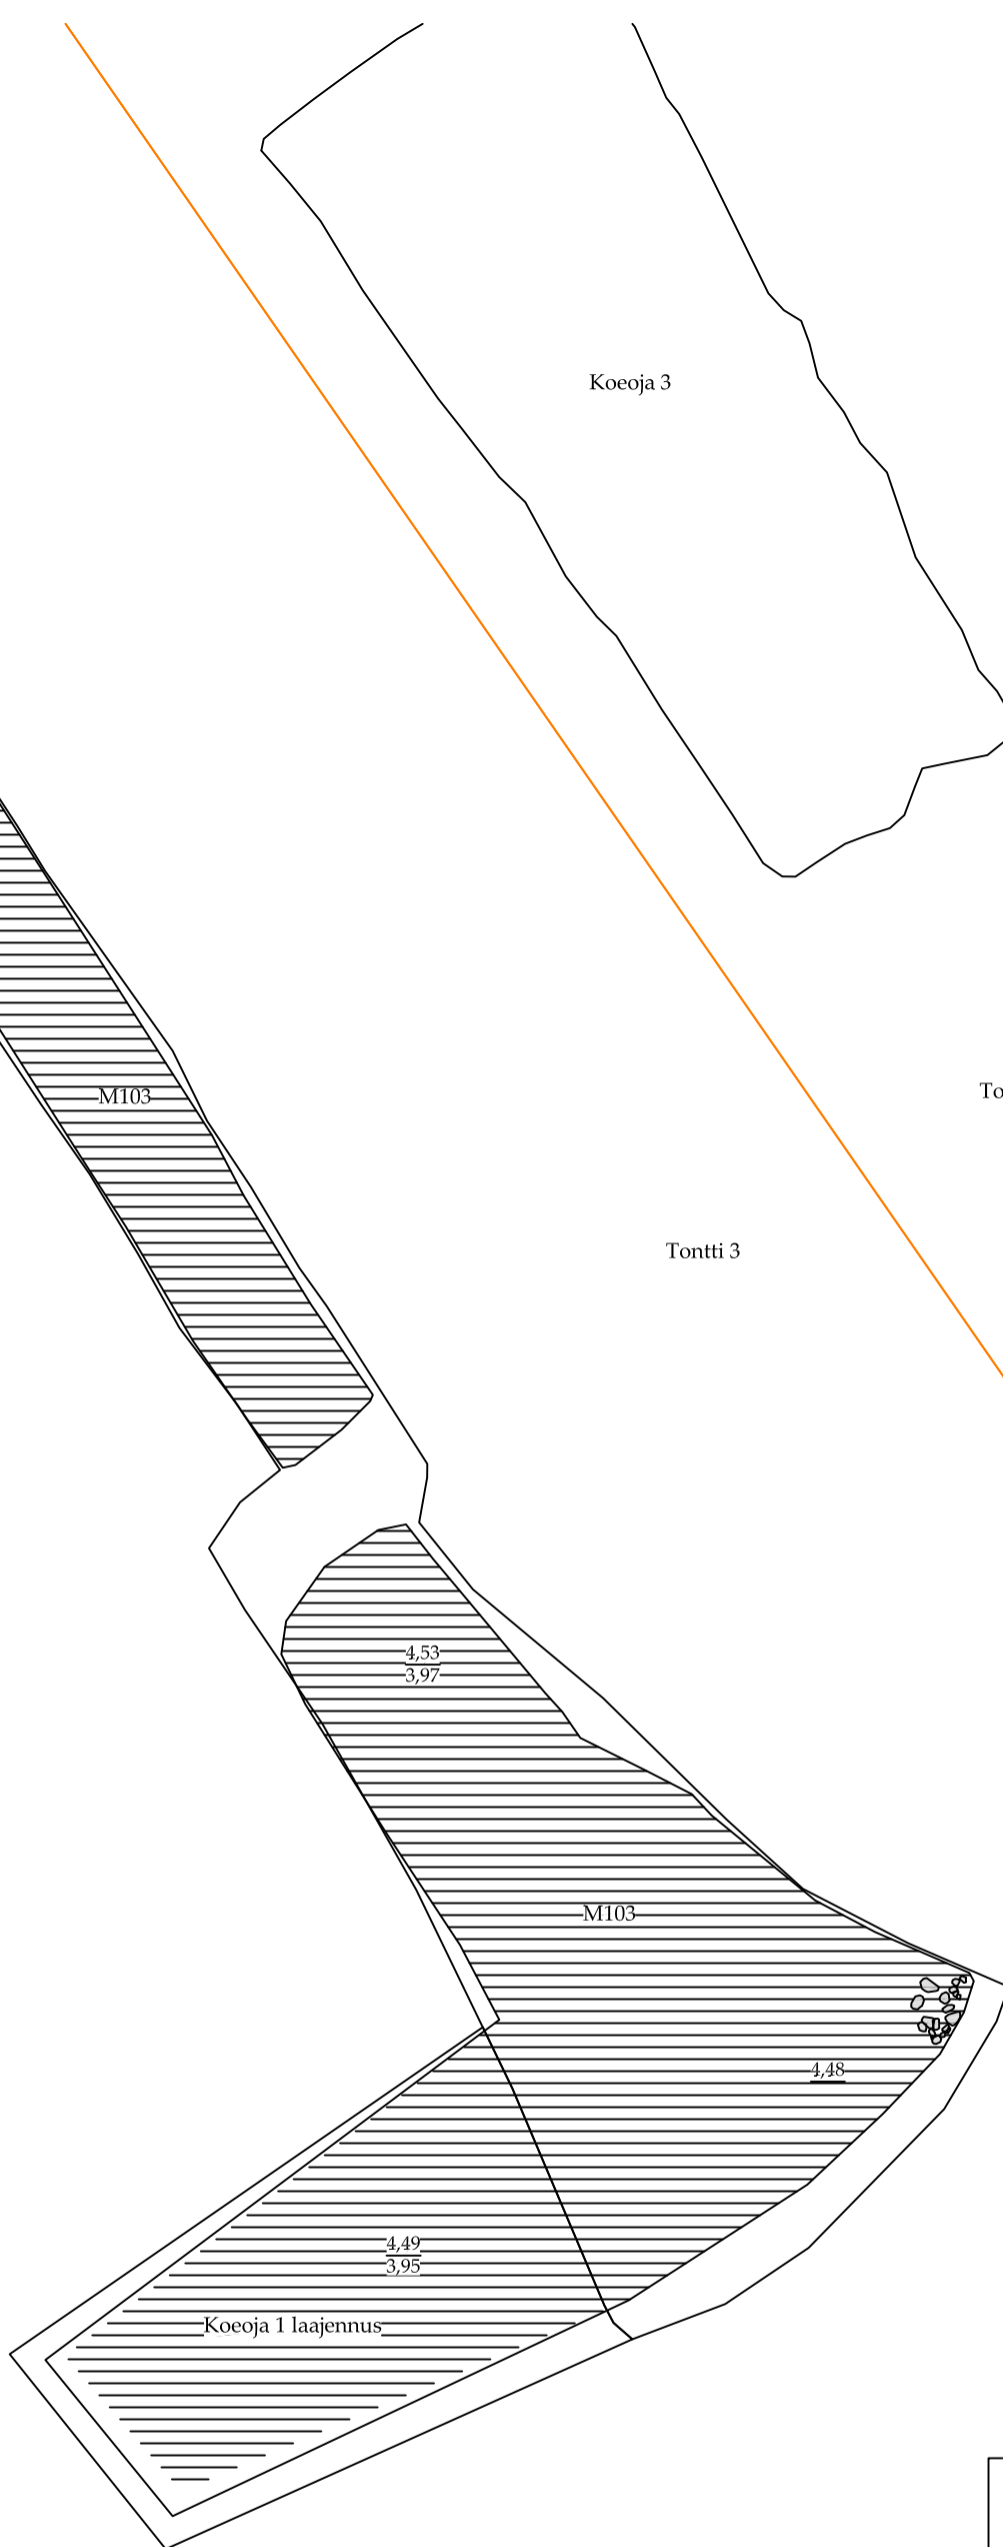 Koeoja 3
To
M103
Tontti 3
4,53
3,97
M103
4,48
4,49
3,95
Koeoja 1 laajennus